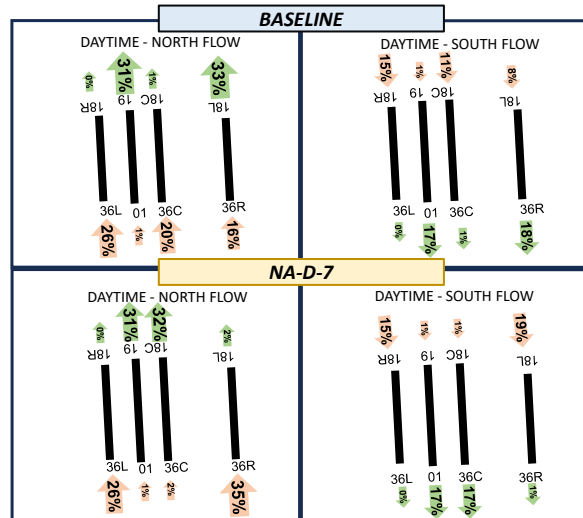 BASELINE
DAYTIME - NORTH FLOW
0% 31% 1% 33%
18R 19 18C 18L
36L 01 36C 36R
26% 1% 20% 16%
DAYTIME - SOUTH FLOW
15% 1% 11% 8%
18R 19 18C 18L
36L 01 36C 36R
0% 17% 1% 18%
NA-D-7
DAYTIME - NORTH FLOW
0% 31% 32% 2%
18R 19 18C 18L
36L 01 36C 36R
26% 1% 2% 35%
DAYTIME - SOUTH FLOW
15% 1% 1% 19%
18R 19 18C 18L
36L 01 36C 36R
0% 17% 17% 1%